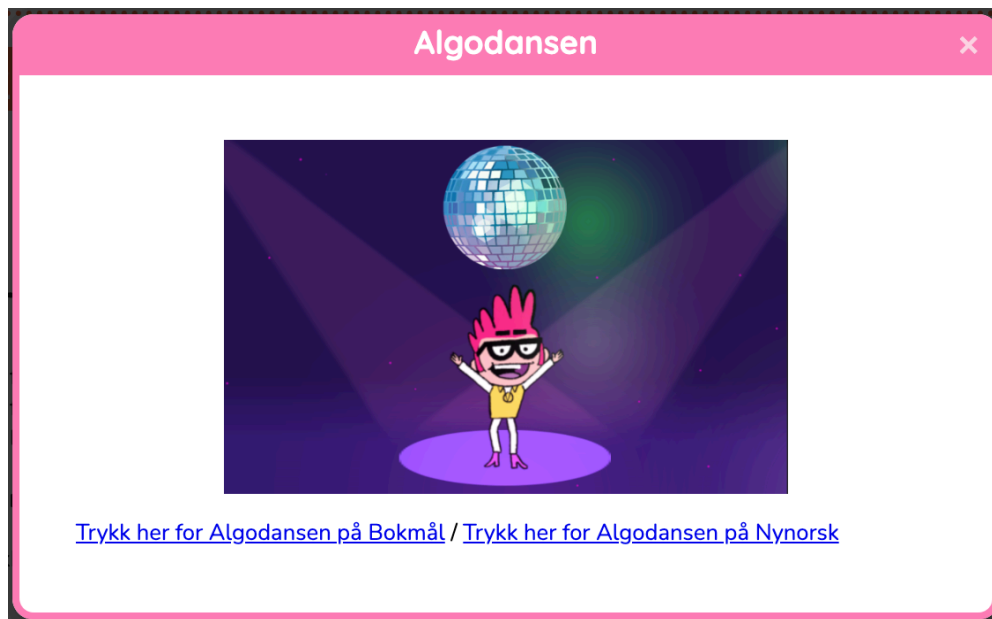 Algodansen
×
Trykk her for Algodansen på Bokmål / Trykk her for Algodansen på Nynorsk